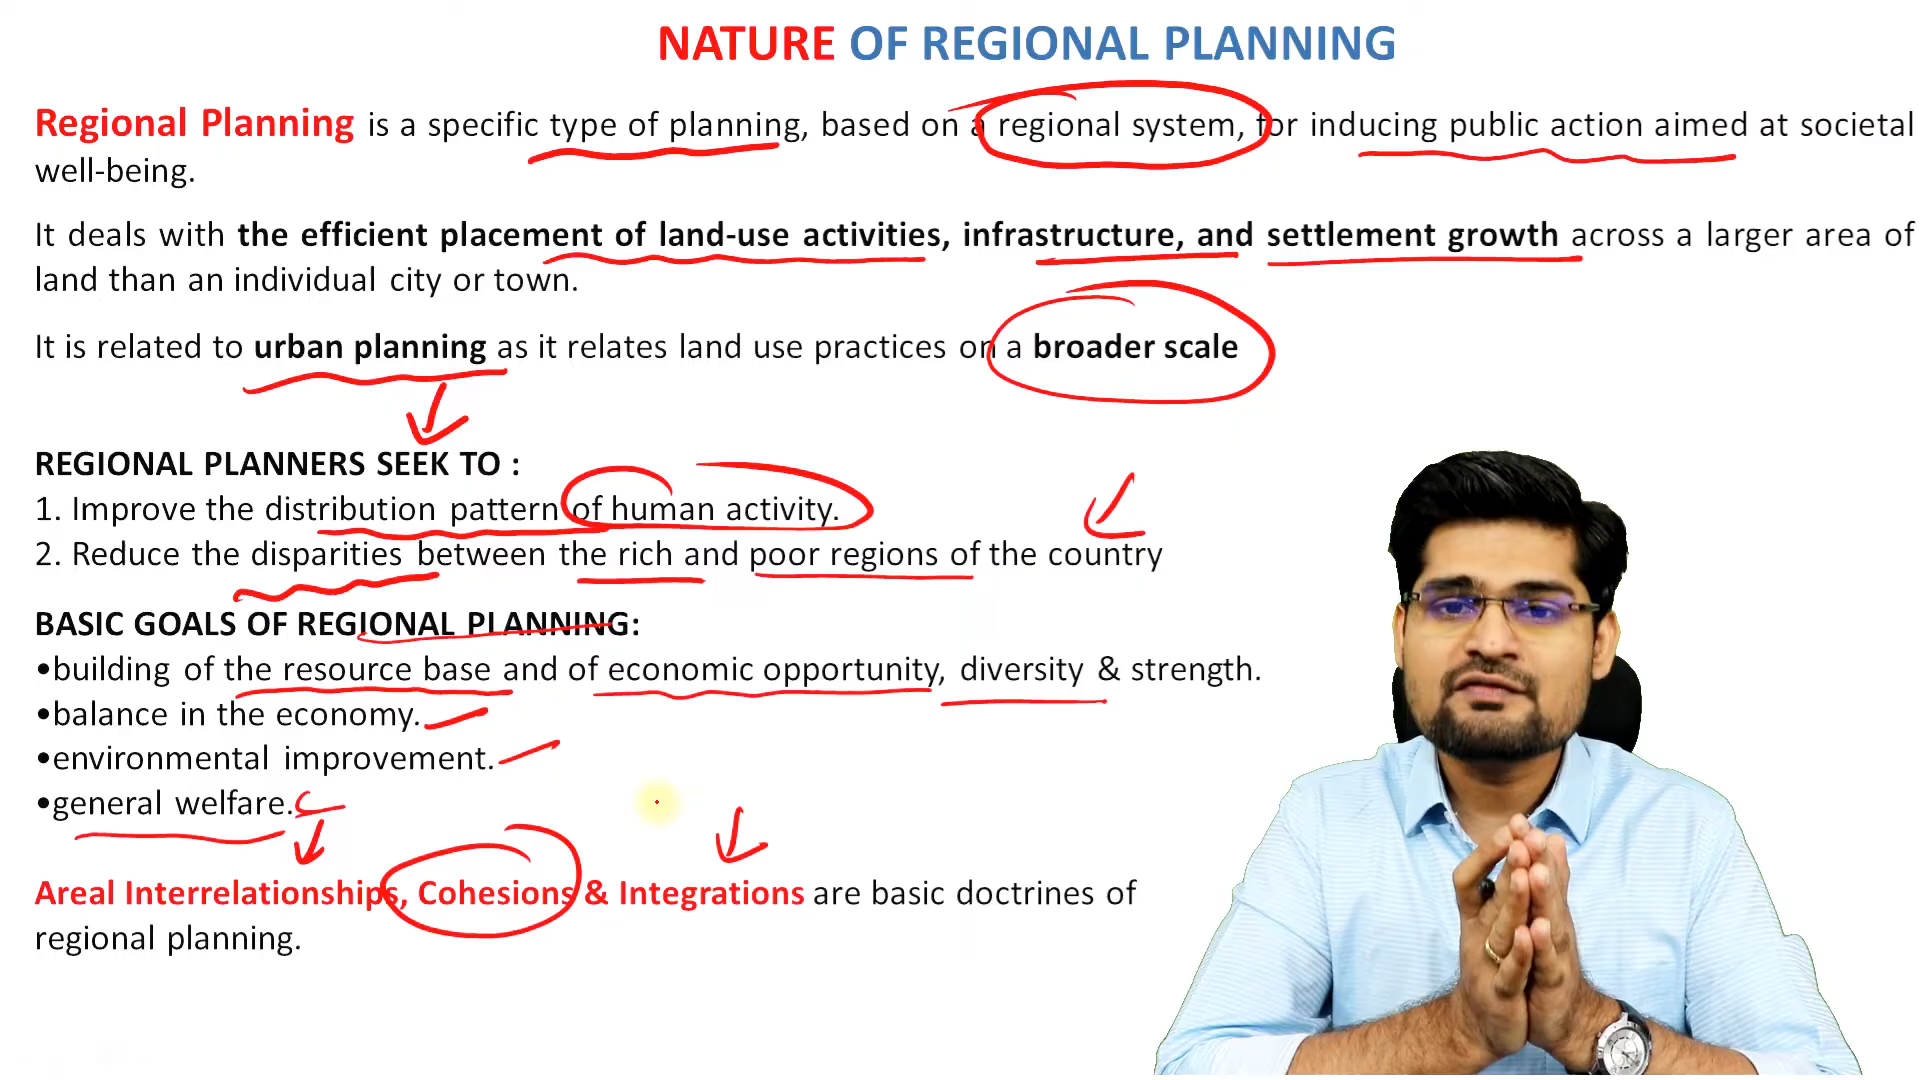 NATURE OF REGIONAL PLANNING
Regional Planning is a specific type of planning, based on a regional system, for inducing public action aimed at societal
well-being.
It deals with the efficient placement of land-use activities, infrastructure, and settlement growth across a larger area of
land than an individual city or town.
It is related to urban planning as it relates land use practices on a broader scale
REGIONAL PLANNERS SEEK TO :
1. Improve the distribution pattern of human activity.
2. Reduce the disparities between the rich and poor regions of the country
BASIC GOALS OF REGIONAL PLANNING:
•building of the resource base and of economic opportunity, diversity & strength.
•balance in the economy.
•environmental improvement.
•general welfare.
Areal Interrelationships, Cohesions & Integrations are basic doctrines of
regional planning.